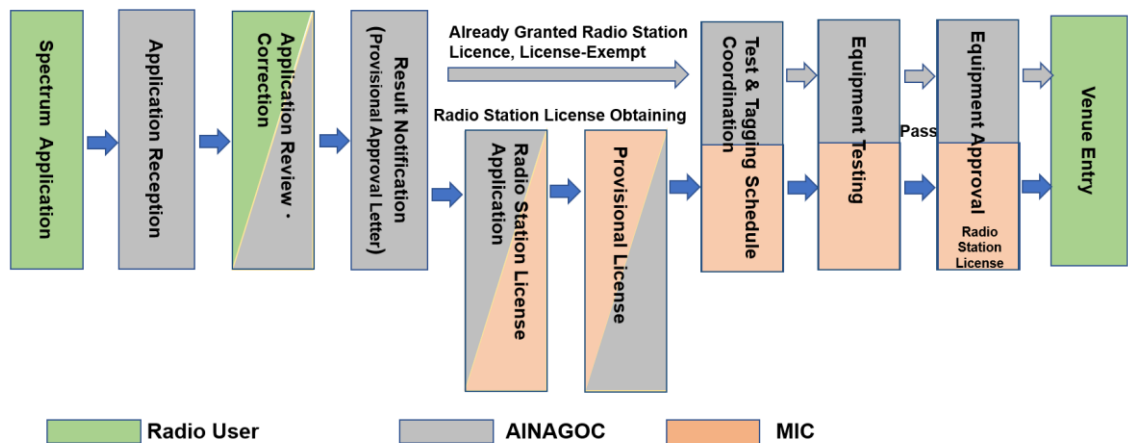 Spectrum Application
Application Reception
Application Review・
Correction
Result Notification
(Provisional Approval Letter)
Already Granted Radio Station
Licence, License-Exempt
Radio Station License Obtaining
Radio Station License
Application
Provisional License
Test & Tagging Schedule
Coordination
Equipment Testing
Pass
Equipment Approval
Radio
Station
License
Venue Entry
Radio User
AINAGOC
MIC